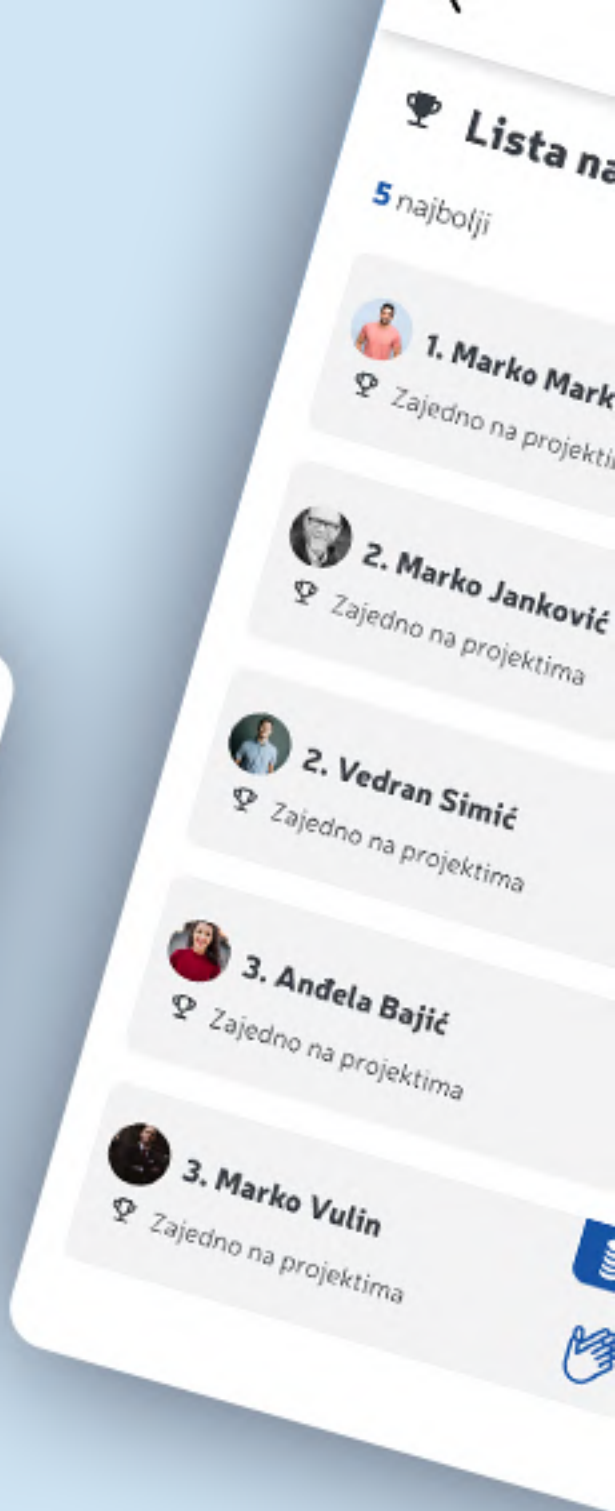 Lista na
5 najbolji
1. Marko Mark
Zajedno na projekti
2. Marko Janković
Zajedno na projektima
2. Vedran Simić
Zajedno na projektima
3. Anđela Bajić
Zajedno na projektima
3. Marko Vulin
Zajedno na projektima